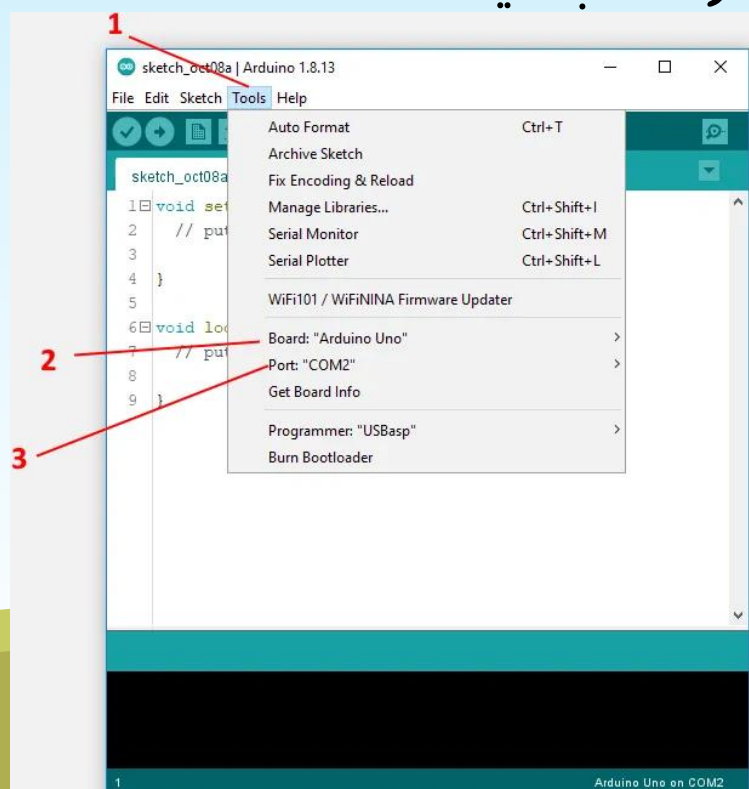 1
sketch_oct08a | Arduino 1.8.13
File Edit Sketch Tools Help
Auto Format Ctrl+T
Archive Sketch
sketch_oct08a
Fix Encoding & Reload
1 void set
Manage Libraries... Ctrl+Shift+I
2 // put
Serial Monitor Ctrl+Shift+M
3
Serial Plotter Ctrl+Shift+L
4 }
5
WiFi101 / WiFiNINA Firmware Updater
6 void loo
Board: "Arduino Uno"
2
7 // put
Port: "COM2"
8
Get Board Info
9 }
Programmer: "USBasp"
3
Burn Bootloader
1 Arduino Uno on COM2